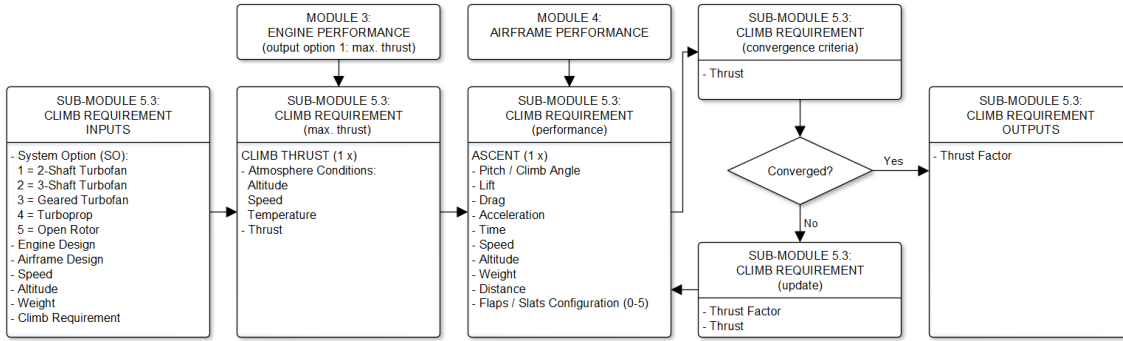 MODULE 3:
ENGINE PERFORMANCE
(output option 1: max. thrust)
MODULE 4:
AIRFRAME PERFORMANCE
SUB-MODULE 5.3:
CLIMB REQUIREMENT
(convergence criteria)
- Thrust
SUB-MODULE 5.3:
CLIMB REQUIREMENT
INPUTS
- System Option (SO):
1 = 2-Shaft Turbofan
2 = 3-Shaft Turbofan
3 = Geared Turbofan
4 = Turboprop
5 = Open Rotor
- Engine Design
- Airframe Design
- Speed
- Altitude
- Weight
- Climb Requirement
SUB-MODULE 5.3:
CLIMB REQUIREMENT
(max. thrust)
CLIMB THRUST (1 x)
- Atmosphere Conditions:
Altitude
Speed
Temperature
- Thrust
SUB-MODULE 5.3:
CLIMB REQUIREMENT
(performance)
ASCENT (1 x)
- Pitch / Climb Angle
- Lift
- Drag
- Acceleration
- Time
- Speed
- Altitude
- Weight
- Distance
- Flaps / Slats Configuration (0-5)
Converged?
Yes
No
SUB-MODULE 5.3:
CLIMB REQUIREMENT
(update)
- Thrust Factor
- Thrust
SUB-MODULE 5.3:
CLIMB REQUIREMENT
OUTPUTS
- Thrust Factor